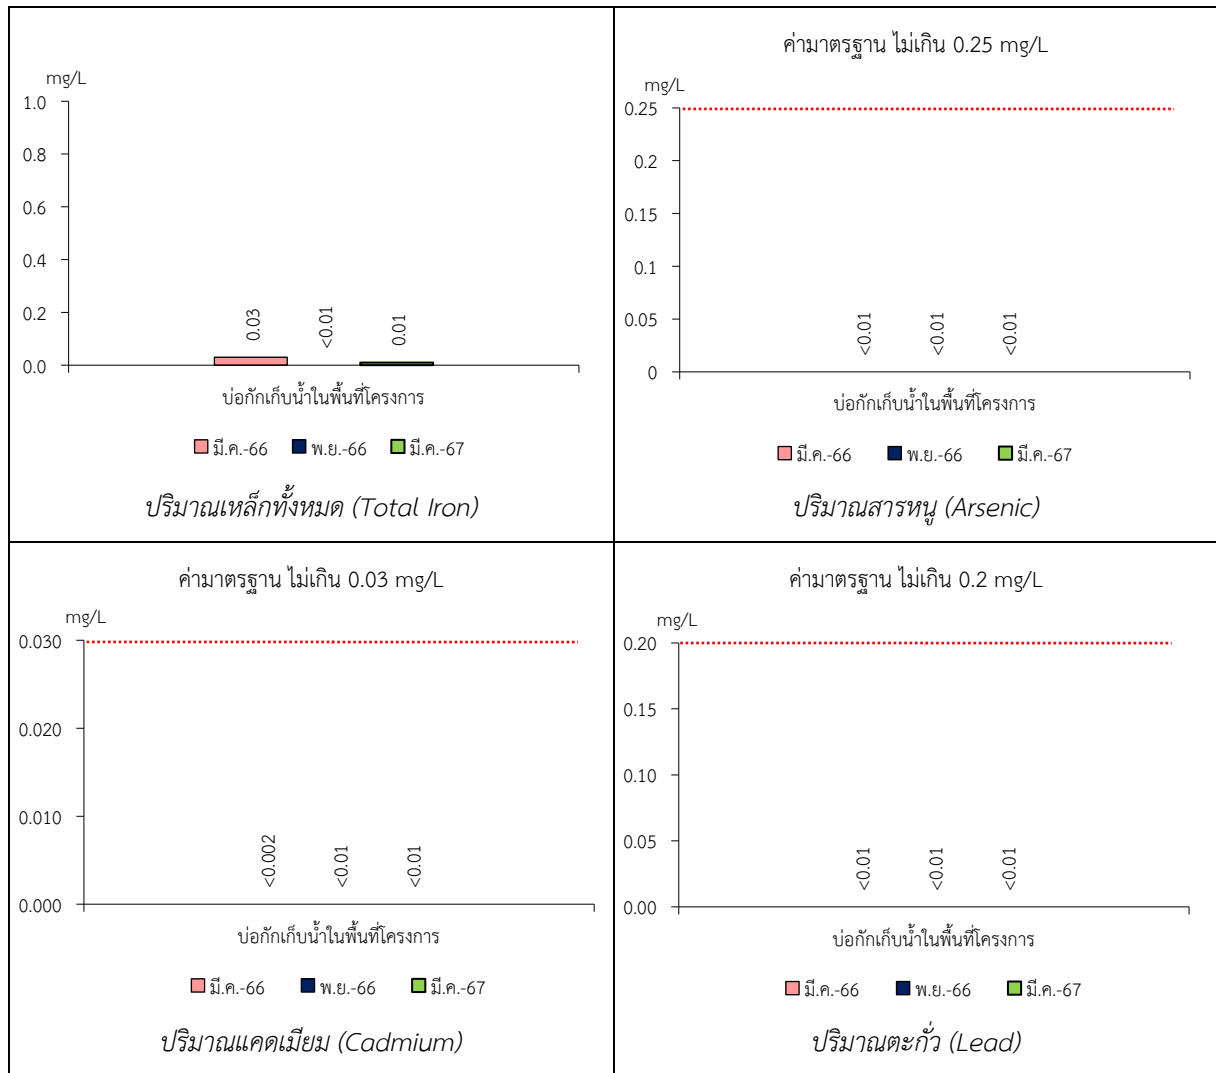 mg/L
1.0
0.8
0.6
0.4
0.2
0.0
0.03
<0.01
0.01
บ่อกักเก็บน้ำในพื้นที่โครงการ
มี.ค.-66 พ.ย.-66 มี.ค.-67
ปริมาณเหล็กทั้งหมด (Total Iron)
ค่ามาตรฐาน ไม่เกิน 0.25 mg/L
mg/L
0.25
0.2
0.15
0.1
0.05
0
<0.01
<0.01
<0.01
บ่อกักเก็บน้ำในพื้นที่โครงการ
มี.ค.-66 พ.ย.-66 มี.ค.-67
ปริมาณสารหนู (Arsenic)
ค่ามาตรฐาน ไม่เกิน 0.03 mg/L
mg/L
0.030
0.020
0.010
0.000
<0.002
<0.01
<0.01
บ่อกักเก็บน้ำในพื้นที่โครงการ
มี.ค.-66 พ.ย.-66 มี.ค.-67
ปริมาณแคดเมียม (Cadmium)
ค่ามาตรฐาน ไม่เกิน 0.2 mg/L
mg/L
0.20
0.15
0.10
0.05
0.00
<0.01
<0.01
<0.01
บ่อกักเก็บน้ำในพื้นที่โครงการ
มี.ค.-66 พ.ย.-66 มี.ค.-67
ปริมาณตะกั่ว (Lead)